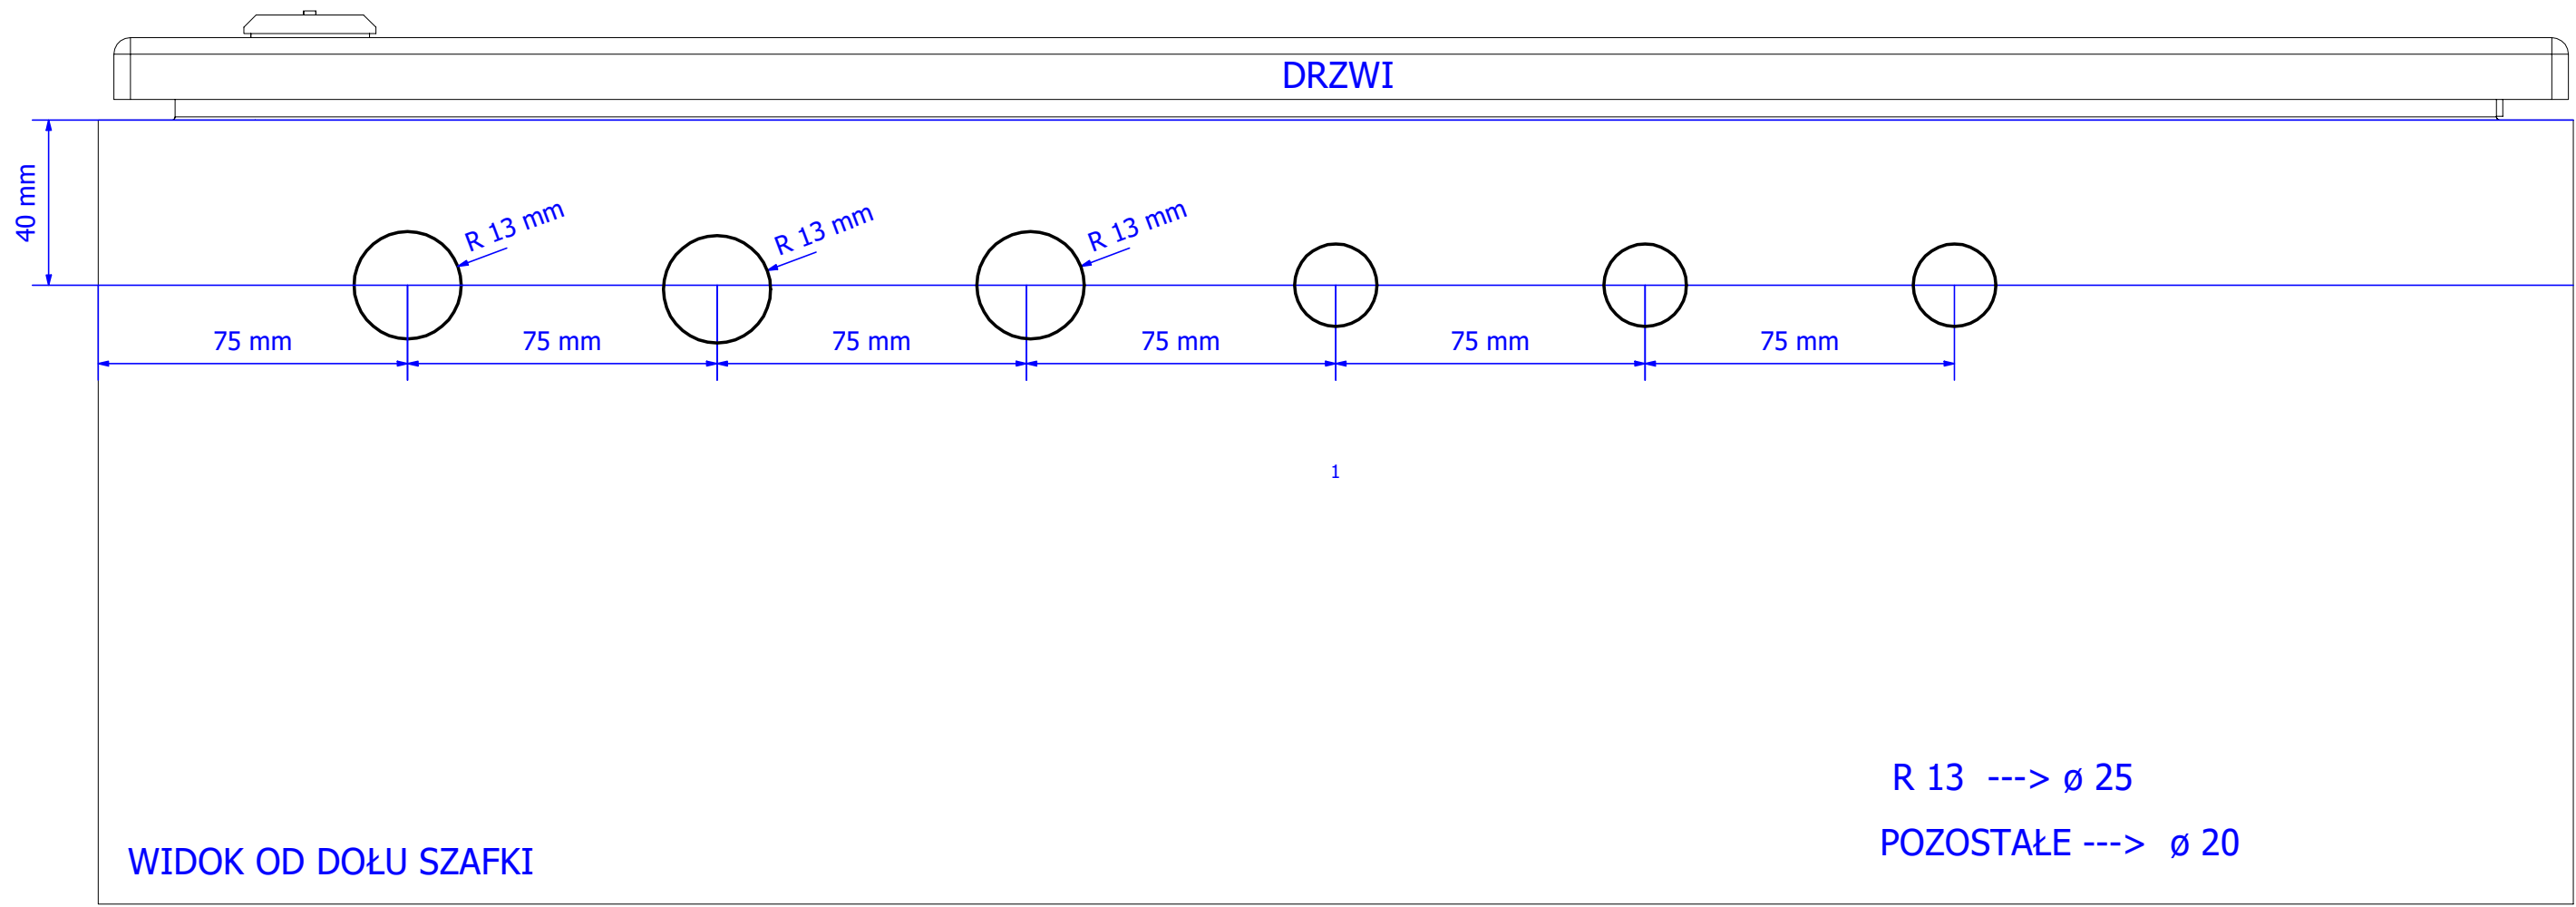 DRZWI
40 mm
R 13 mm
R 13 mm
R 13 mm
75 mm
75 mm
75 mm
75 mm
75 mm
75 mm
1
R 13 ---> ø 25
POZOSTAŁE ---> ø 20
WIDOK OD DOŁU SZAFKI